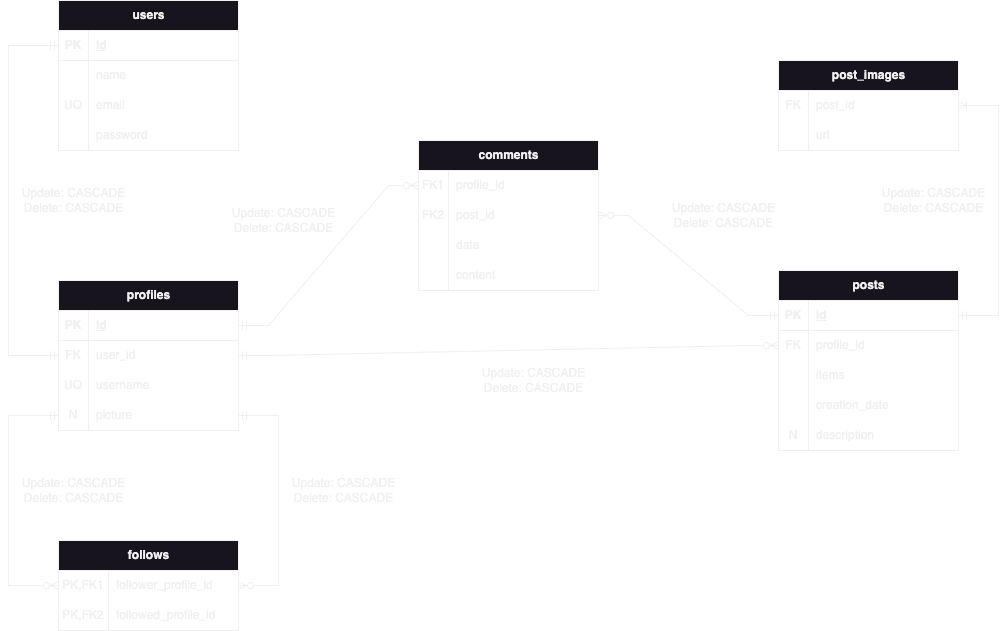 users
PK id
name
UQ email
password
post_images
FK post_id
url
comments
FK1 profile_id
FK2 post_id
date
content
Update: CASCADE
Delete: CASCADE
Update: CASCADE
Delete: CASCADE
Update: CASCADE
Delete: CASCADE
Update: CASCADE
Delete: CASCADE
profiles
PK id
FK user_id
UQ username
N picture
posts
PK id
FK profile_id
items
creation_date
N description
Update: CASCADE
Delete: CASCADE
Update: CASCADE
Delete: CASCADE
Update: CASCADE
Delete: CASCADE
follows
PK,FK1 follower_profile_id
PK,FK2 followed_profile_id